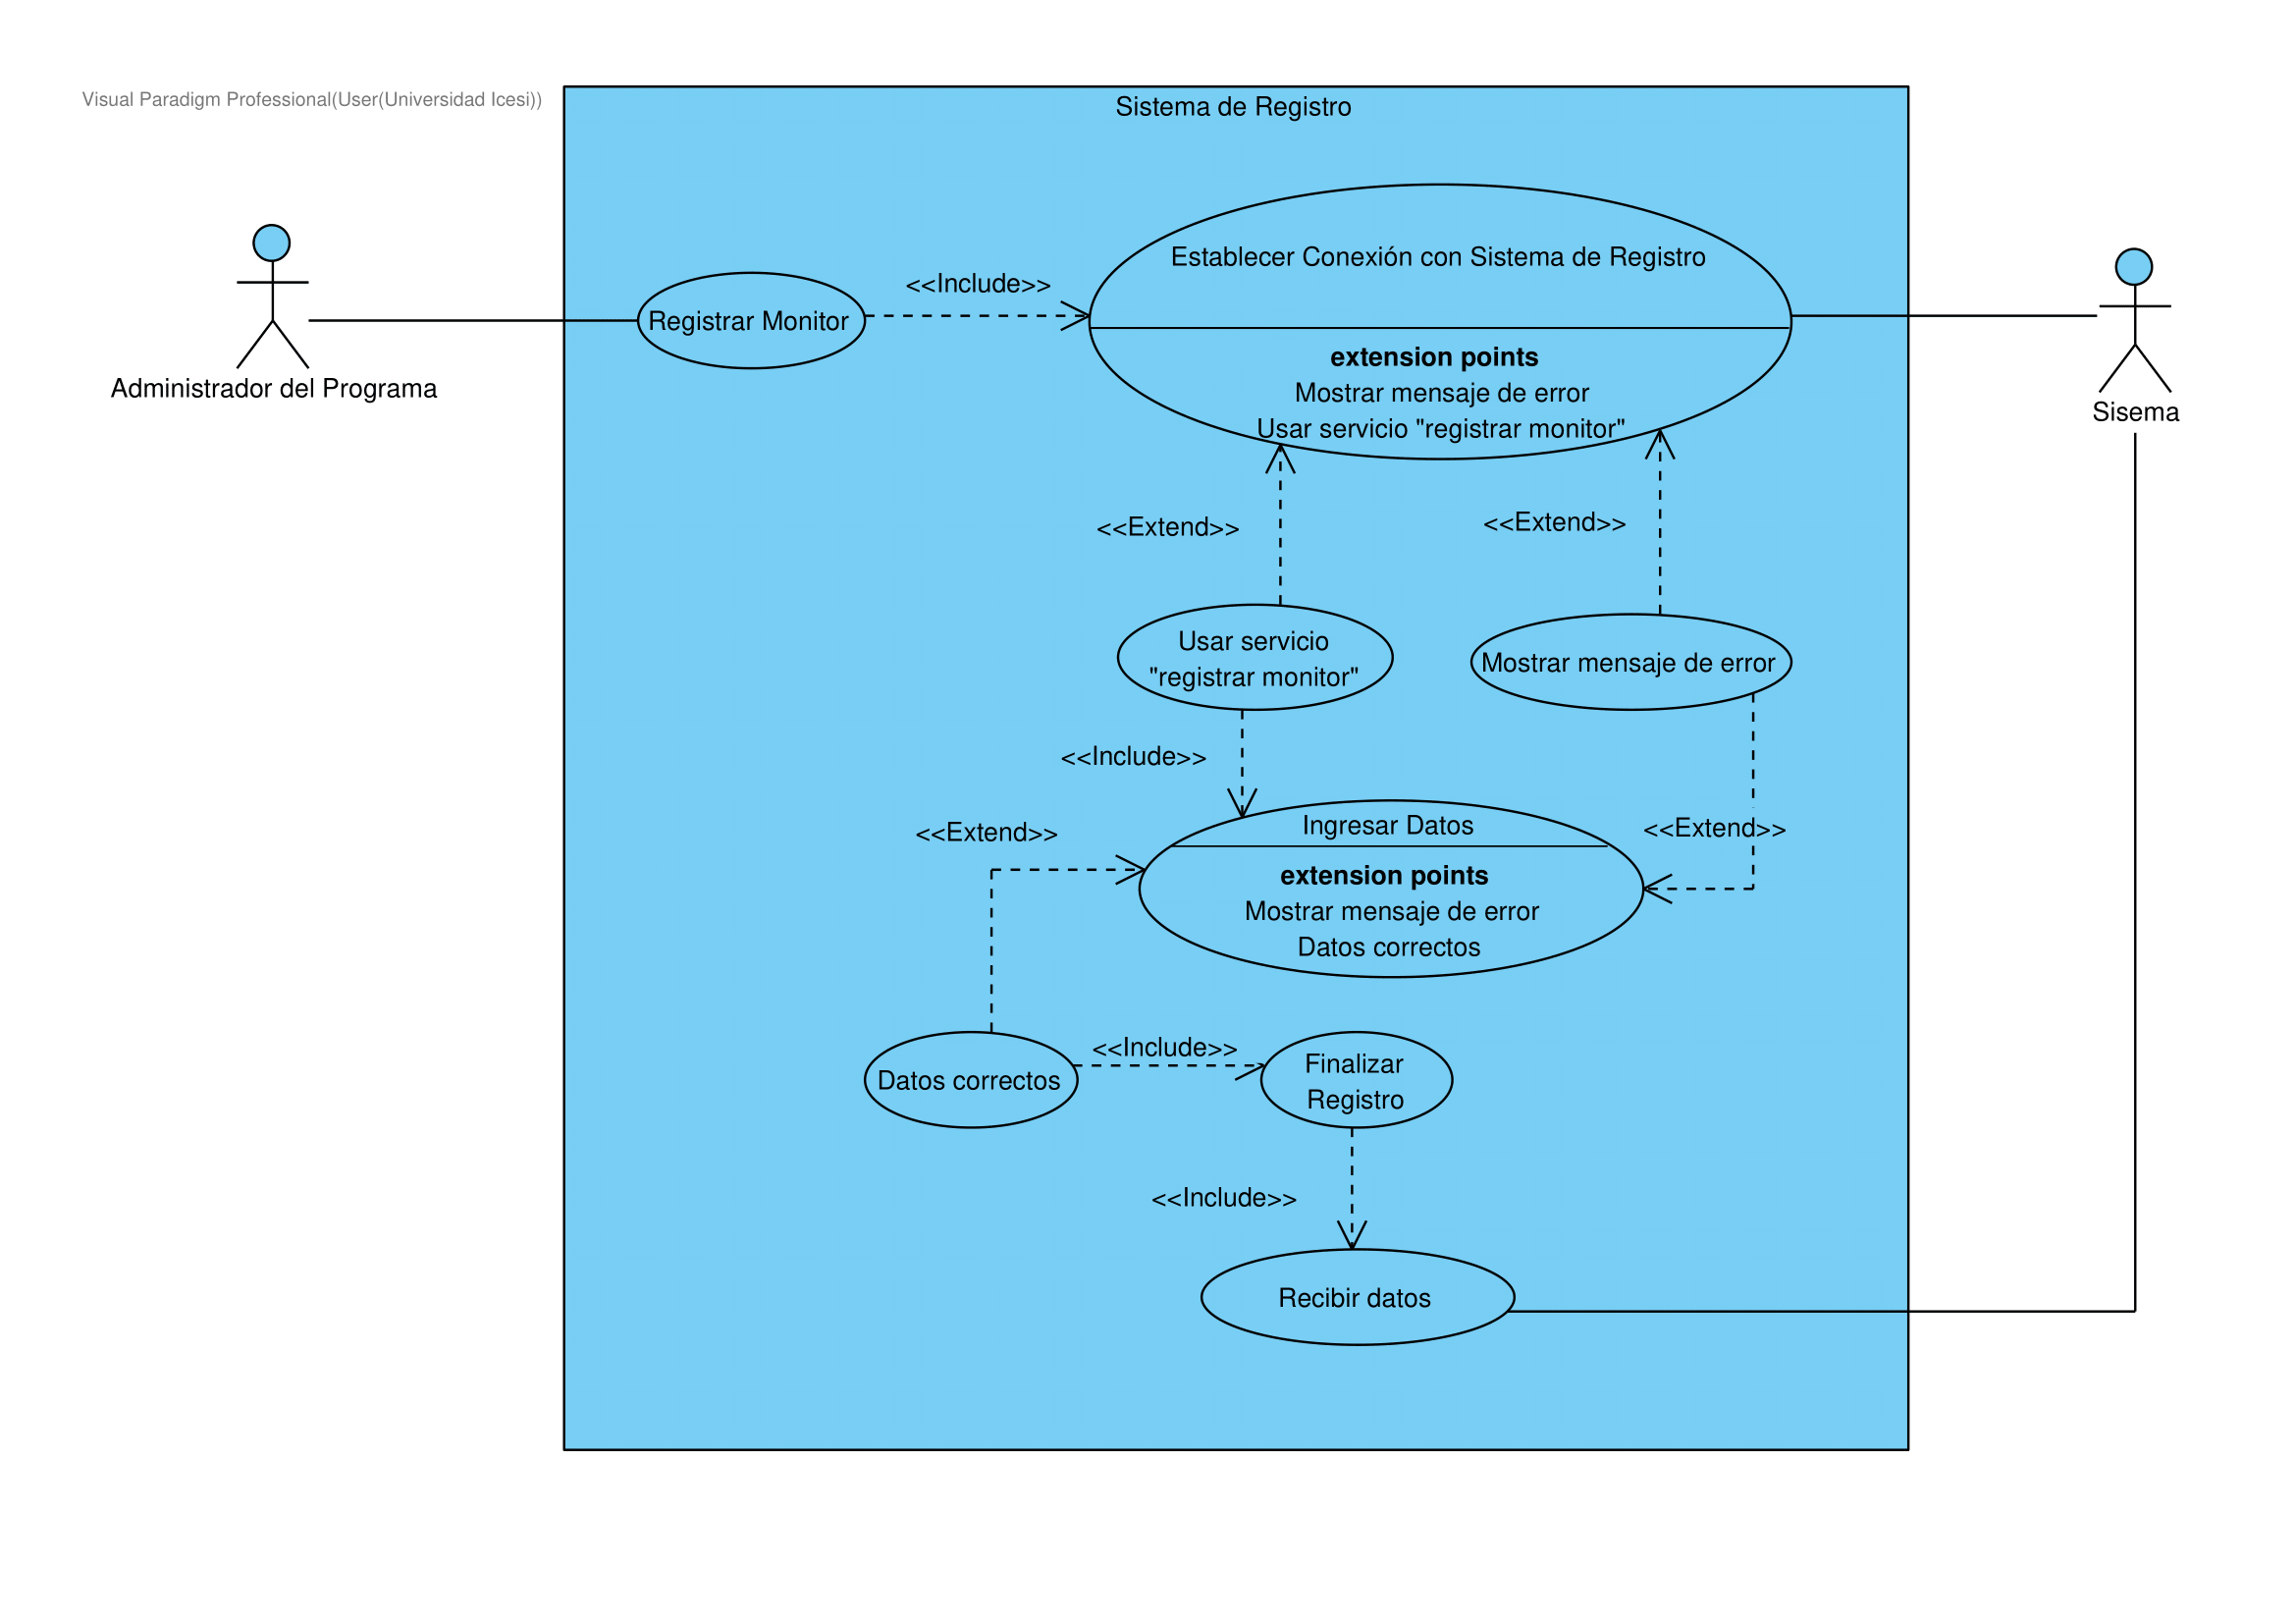 Visual Paradigm Professional(User(Universidad Icesi))
Sistema de Registro
Establecer Conexión con Sistema de Registro
<<Include>>
Registrar Monitor
extension points
Mostrar mensaje de error
Usar servicio "registrar monitor"
Administrador del Programa
Sisema
<<Extend>>
<<Extend>>
Usar servicio
"registrar monitor"
Mostrar mensaje de error
<<Include>>
<<Extend>>
Ingresar Datos
<<Extend>>
extension points
Mostrar mensaje de error
Datos correctos
<<Include>>
Datos correctos
Finalizar
Registro
<<Include>>
Recibir datos